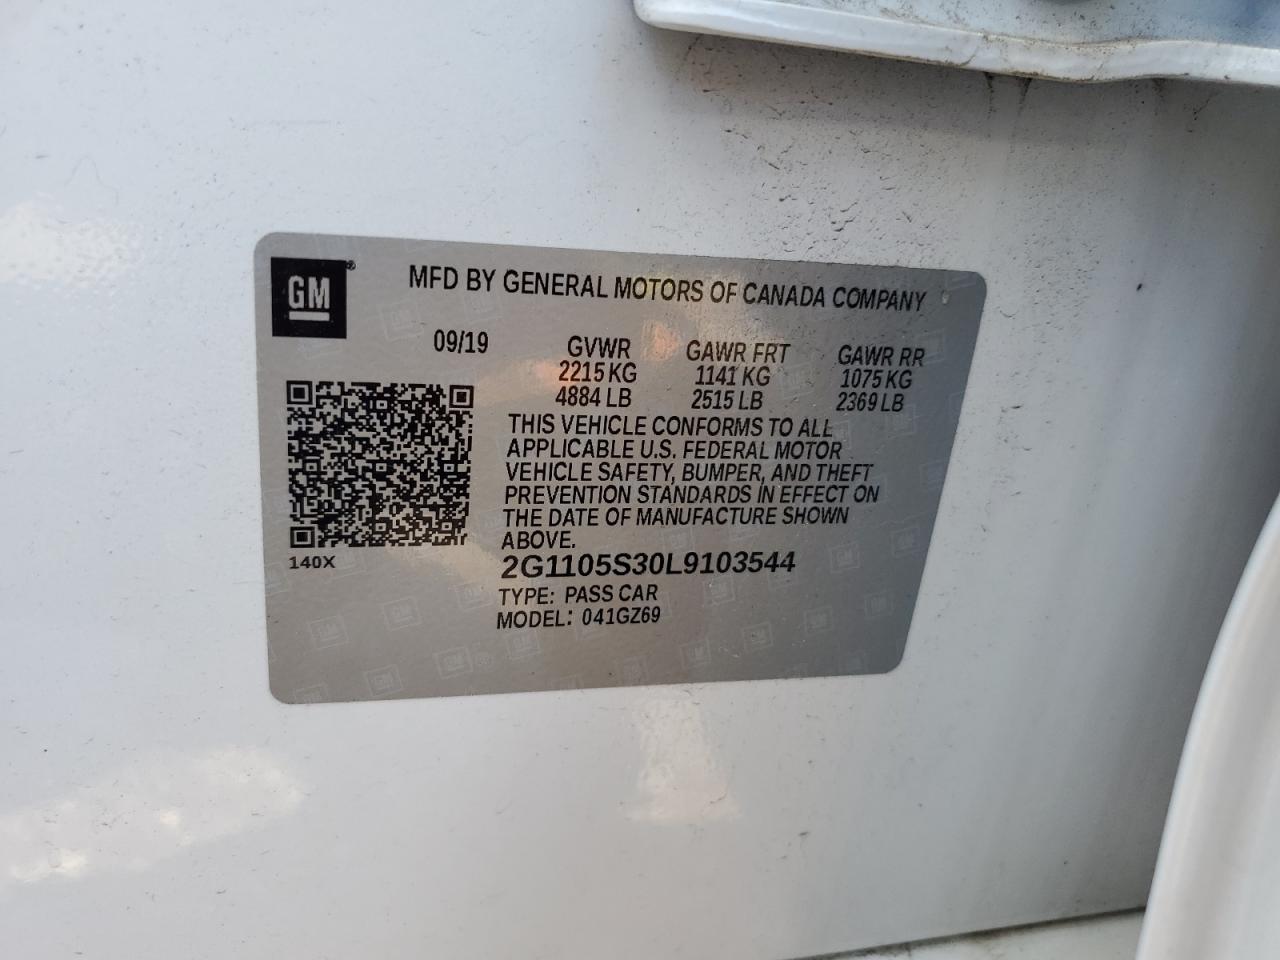 GM®
MFD BY GENERAL MOTORS OF CANADA COMPANY
09/19 GVWR GAWR FRT GAWR RR
2215 KG 1141 KG 1075 KG
4884 LB 2515 LB 2369 LB
THIS VEHICLE CONFORMS TO ALL
APPLICABLE U.S. FEDERAL MOTOR
VEHICLE SAFETY, BUMPER, AND THEFT
PREVENTION STANDARDS IN EFFECT ON
THE DATE OF MANUFACTURE SHOWN
ABOVE.
140X
2G1105S30L9103544
TYPE: PASS CAR
MODEL: 041GZ69